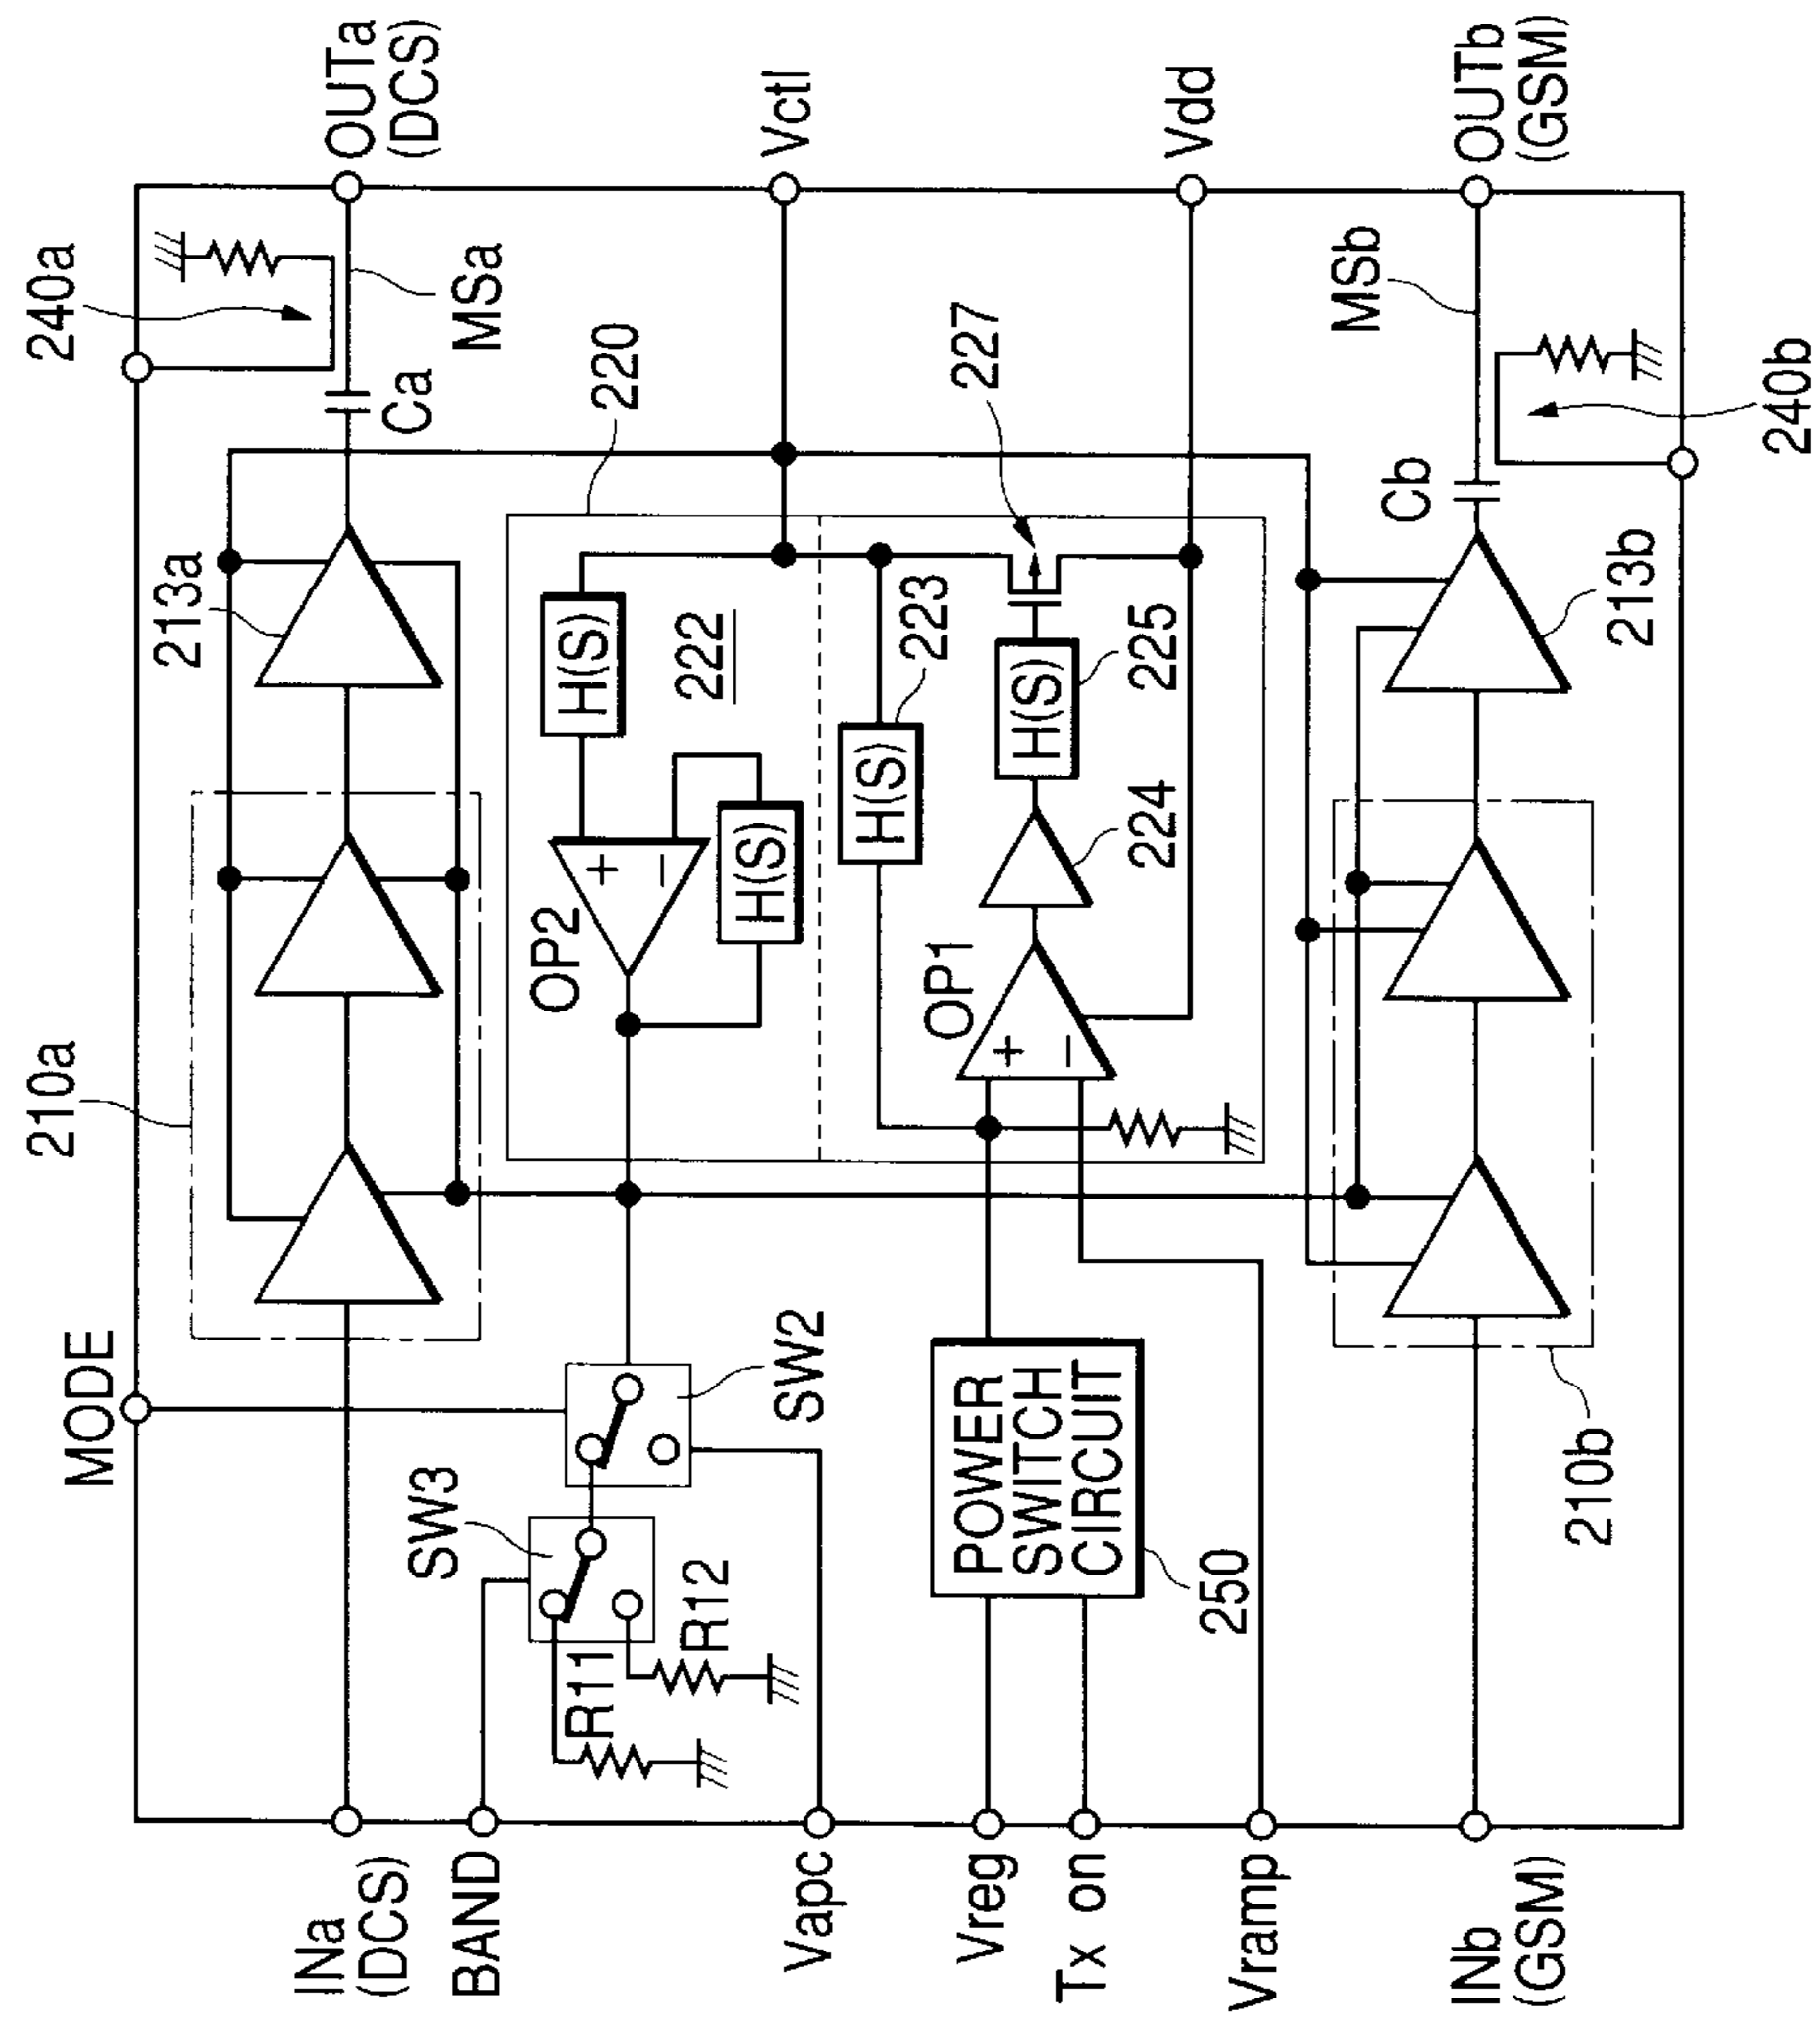 240a
OUTa
(DCS)
210a
213a
Ca
MSa
MODE
220
Vctl
SW3
SW2
OP2
+
−
H(S)
H(S)
222
R11
R12
H(S)
223
227
Vdd
OP1
+
−
224
H(S)
225
POWER
SWITCH
CIRCUIT
250
INa
(DCS)
BAND
Vapc
Vreg
Tx on
Vramp
INb
(GSM)
210b
213b
Cb
MSb
OUTb
(GSM)
240b